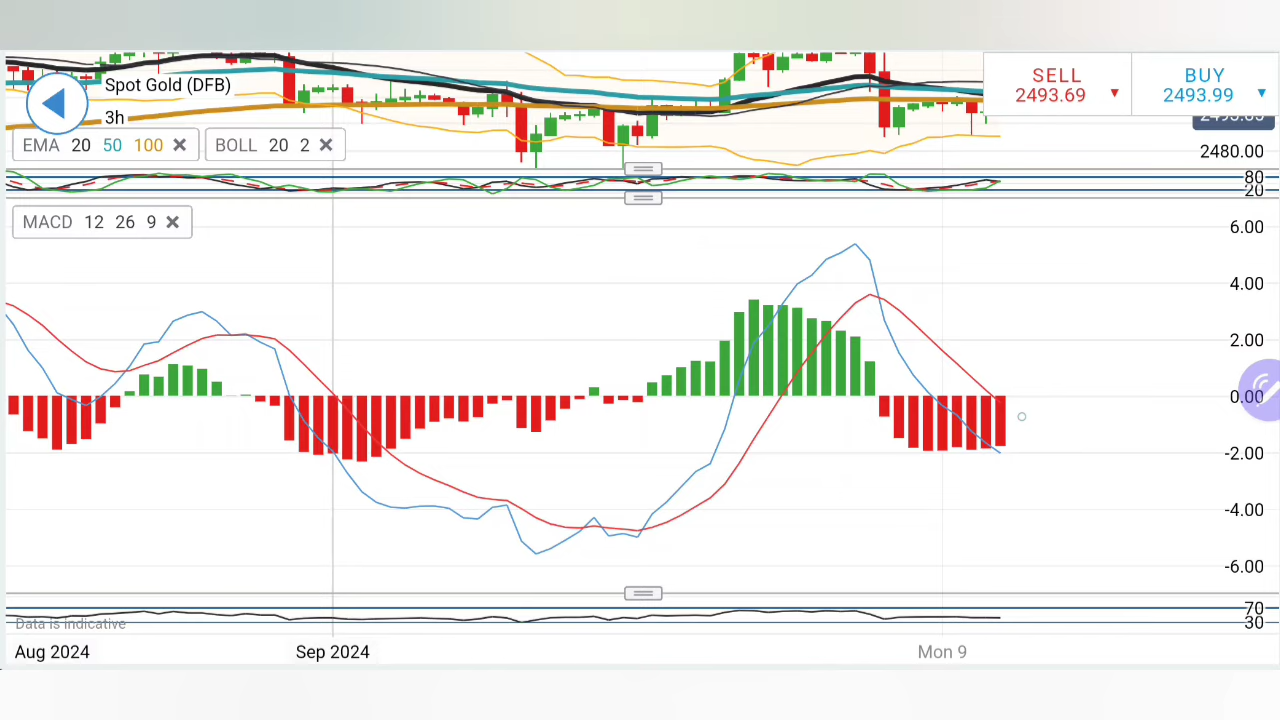 Spot Gold (DFB)
3h
SELL
2493.69
BUY
2493.99
EMA 20 50 100
BOLL 20 2
2480.00
80
20
MACD 12 26 9
6.00
4.00
2.00
0.00
-2.00
-4.00
-6.00
70
30
Data is indicative
Aug 2024
Sep 2024
Mon 9